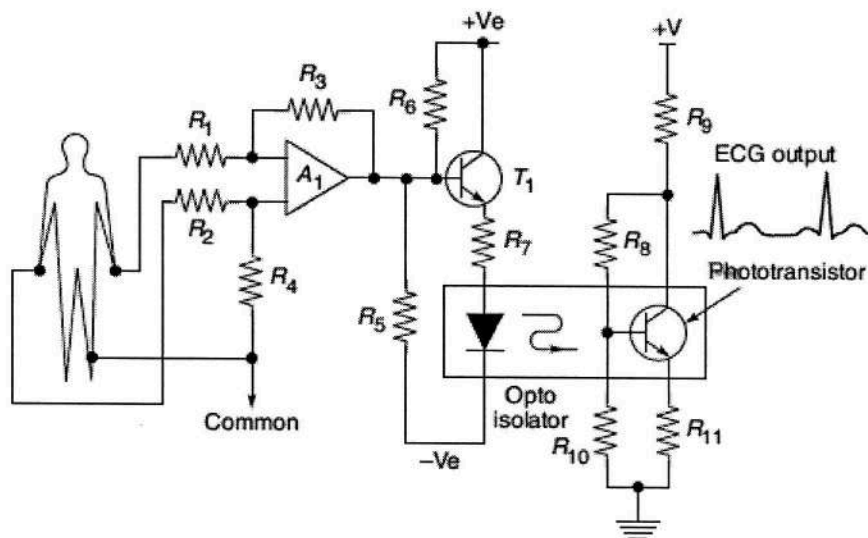 +Ve
+V
R3
R6
R9
R1
ECG output
A1
T1
R2
R7
R8
Phototransistor
R4
R5
Common
Opto
isolator
R10
R11
−Ve